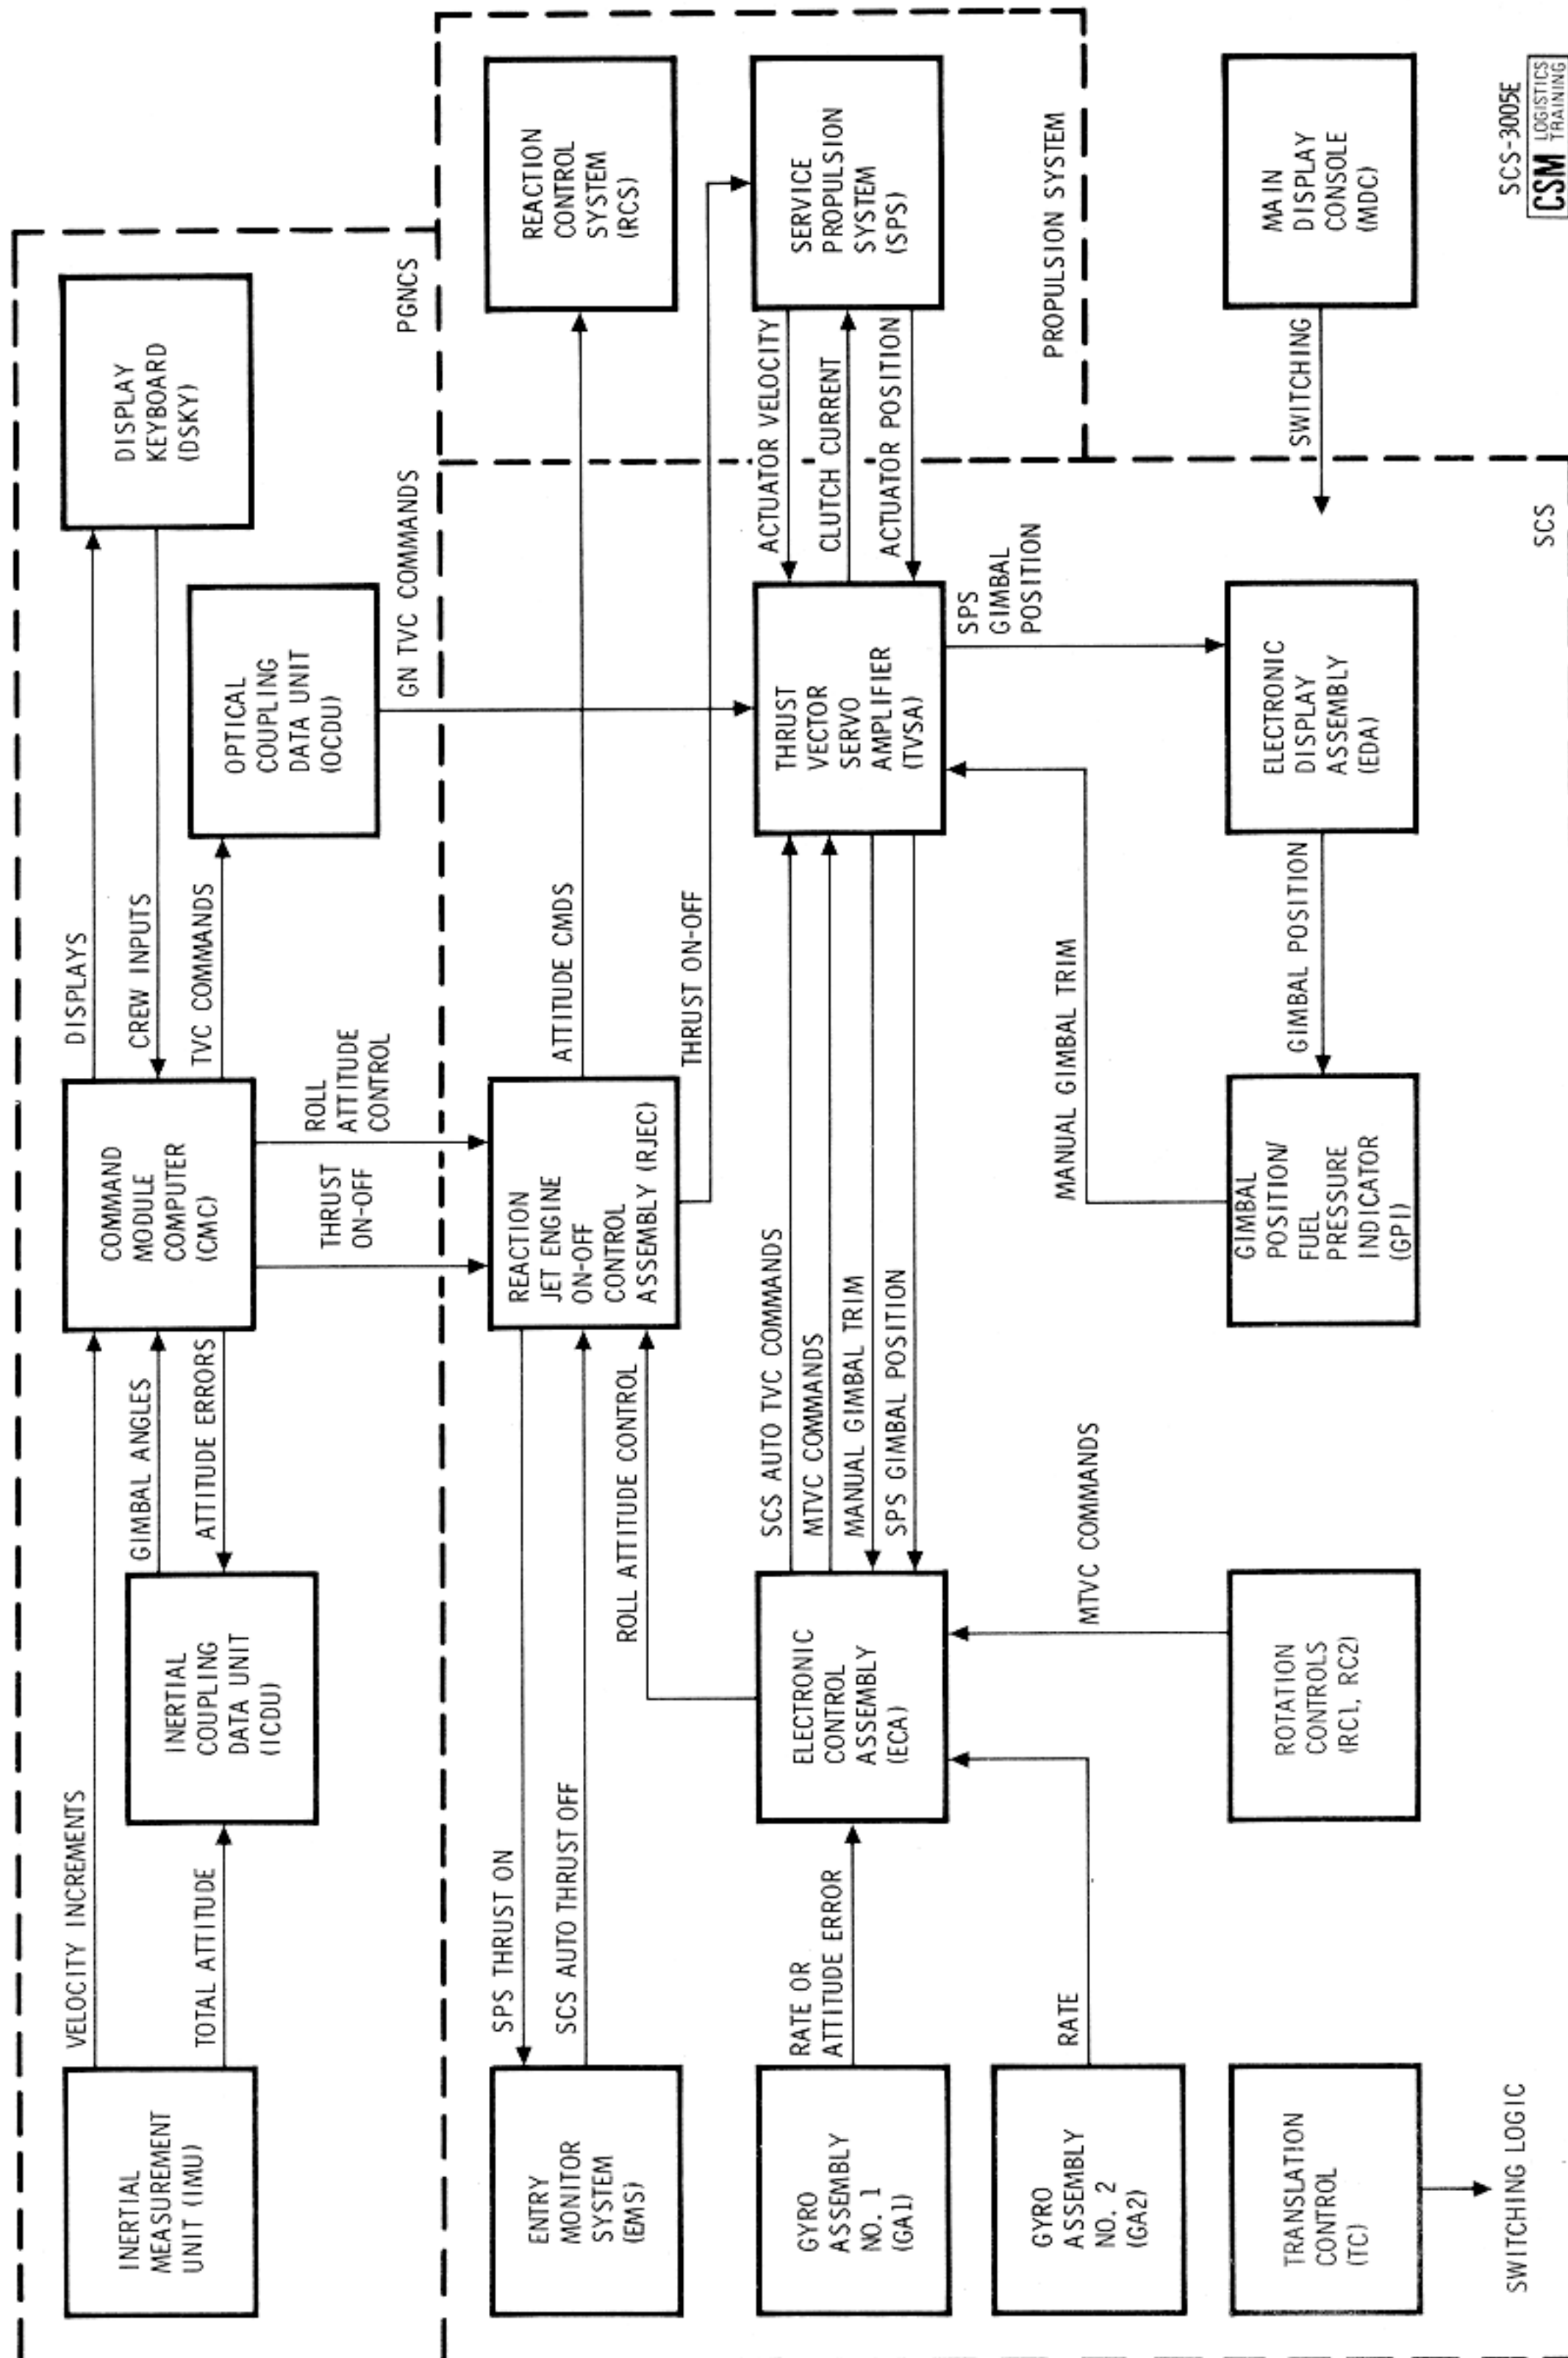 INERTIAL
MEASUREMENT
UNIT (IMU)
VELOCITY INCREMENTS
TOTAL ATTITUDE
INERTIAL
COUPLING
DATA UNIT
(ICDU)
GIMBAL ANGLES
ATTITUDE ERRORS
COMMAND
MODULE
COMPUTER
(CMC)
DISPLAYS
CREW INPUTS
TVC COMMANDS
OPTICAL
COUPLING
DATA UNIT
(OCDU)
DISPLAY
KEYBOARD
(DSKY)
PGNCS
THRUST
ON-OFF
ROLL
ATTITUDE
CONTROL
GN TVC COMMANDS
ENTRY
MONITOR
SYSTEM
(EMS)
SPS THRUST ON
SCS AUTO THRUST OFF
ROLL ATTITUDE CONTROL
REACTION
JET ENGINE
ON-OFF
CONTROL
ASSEMBLY (RJEC)
ATTITUDE CMDS
THRUST ON-OFF
REACTION
CONTROL
SYSTEM
(RCS)
GYRO
ASSEMBLY
NO. 1
(GA1)
RATE OR
ATTITUDE ERROR
ELECTRONIC
CONTROL
ASSEMBLY
(ECA)
SCS AUTO TVC COMMANDS
MTVC COMMANDS
MANUAL GIMBAL TRIM
SPS GIMBAL POSITION
THRUST
VECTOR
SERVO
AMPLIFIER
(TVSA)
ACTUATOR VELOCITY
CLUTCH CURRENT
ACTUATOR POSITION
SERVICE
PROPULSION
SYSTEM
(SPS)
PROPULSION SYSTEM
GYRO
ASSEMBLY
NO. 2
(GA2)
RATE
MTVC COMMANDS
MANUAL GIMBAL TRIM
SPS
GIMBAL
POSITION
TRANSLATION
CONTROL
(TC)
SWITCHING LOGIC
ROTATION
CONTROLS
(RC1, RC2)
GIMBAL
POSITION/
FUEL
PRESSURE
INDICATOR
(GPI)
GIMBAL POSITION
ELECTRONIC
DISPLAY
ASSEMBLY
(EDA)
SWITCHING
MAIN
DISPLAY
CONSOLE
(MDC)
SCS
SCS-3005E
CSM LOGISTICS
TRAINING